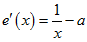 e′(x) = 1/x − a